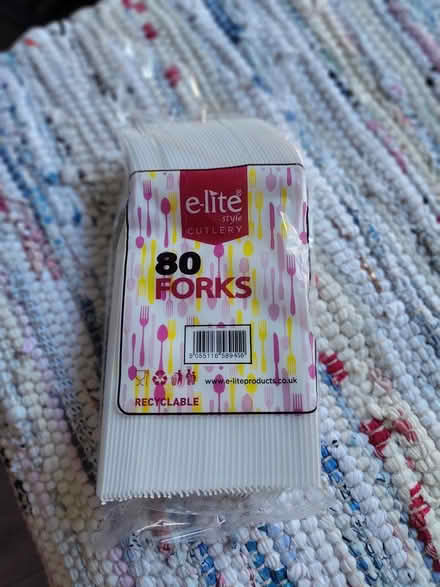 e-lite®
style
CUTLERY
80
FORKS
www.e-liteproducts.co.uk
RECYCLABLE